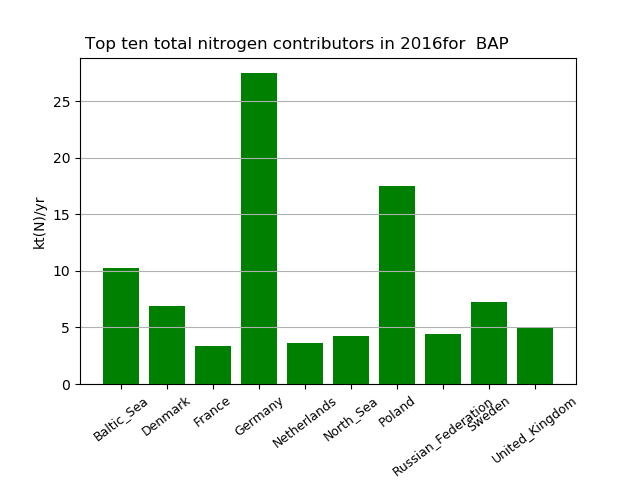 Top ten total nitrogen contributors in 2016for  BAP
kt(N)/yr
25
20
15
10
5
0
Baltic_Sea
Denmark
France
Germany
Netherlands
North_Sea
Poland
Russian_Federation
Sweden
United_Kingdom